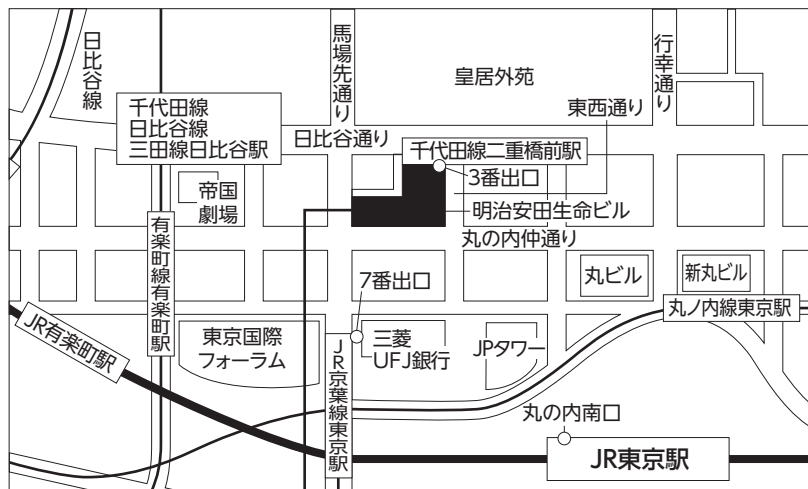 日比谷線
馬場先通り
皇居外苑
行幸通り
東西通り
千代田線
日比谷線
三田線日比谷駅
日比谷通り
千代田線二重橋前駅
3番出口
帝国
劇場
明治安田生命ビル
丸の内仲通り
有楽町線有楽町駅
7番出口
丸ビル
新丸ビル
丸ノ内線東京駅
JR有楽町駅
東京国際
フォーラム
JR京葉線東京駅
三菱
UFJ銀行
JPタワー
丸の内南口
JR東京駅